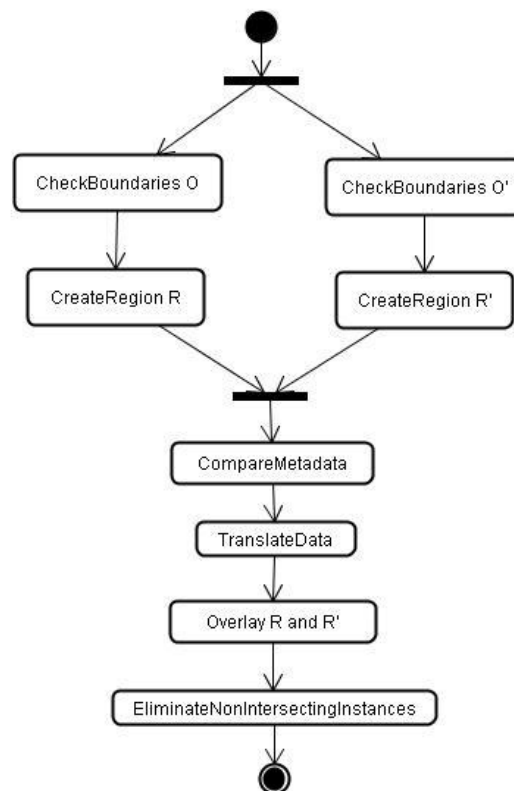 CheckBoundaries O
CheckBoundaries O'
CreateRegion R
CreateRegion R'
CompareMetadata
TranslateData
Overlay R and R'
EliminateNonIntersectingInstances